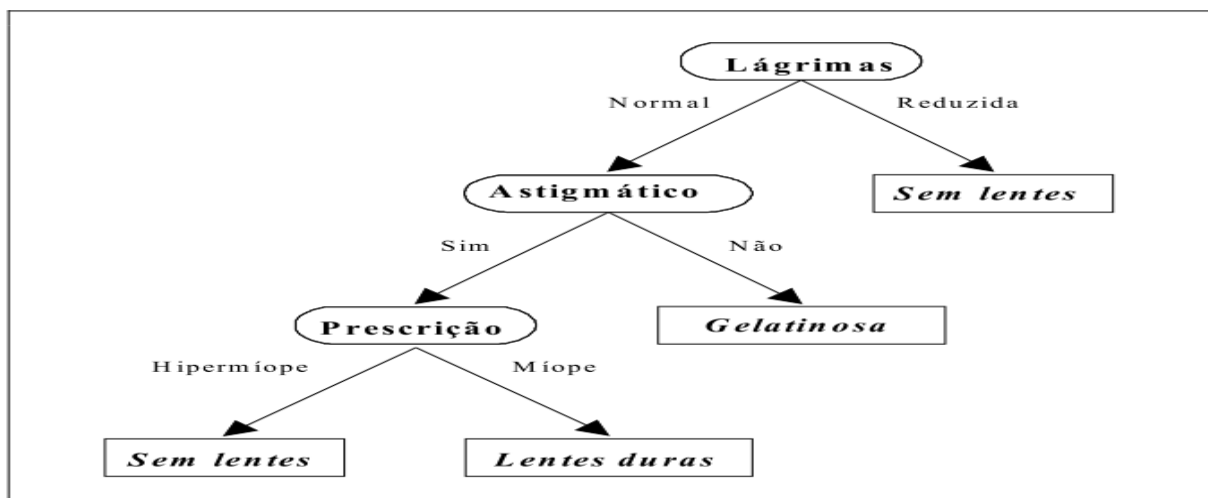 Lágrimas
Normal
Reduzida
Astigmático
Sem lentes
Sim
Não
Prescrição
Gelatinosa
Hipermíope
Míope
Sem lentes
Lentes duras